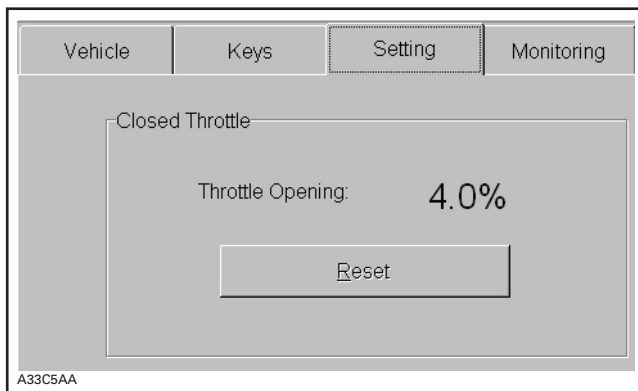 Vehicle Keys Setting Monitoring
Closed Throttle
Throttle Opening: 4.0%
Reset
A33C5AA